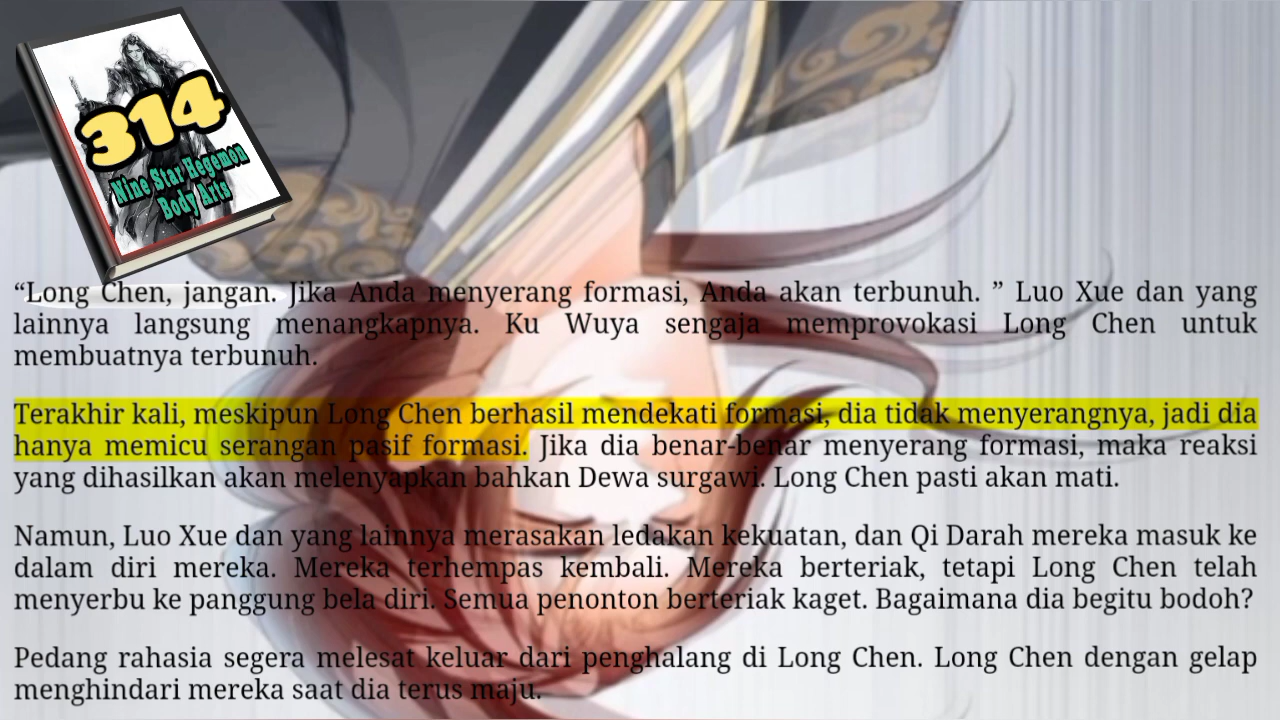 314
Nine Star Hegemon
Body Arts
“Long Chen, jangan. Jika Anda menyerang formasi, Anda akan terbunuh. ” Luo Xue dan yang
lainnya langsung menangkapnya. Ku Wuya sengaja memprovokasi Long Chen untuk
membuatnya terbunuh.
Terakhir kali, meskipun Long Chen berhasil mendekati formasi, dia tidak menyerangnya, jadi dia
hanya memicu serangan pasif formasi. Jika dia benar-benar menyerang formasi, maka reaksi
yang dihasilkan akan melenyapkan bahkan Dewa surgawi. Long Chen pasti akan mati.
Namun, Luo Xue dan yang lainnya merasakan ledakan kekuatan, dan Qi Darah mereka masuk ke
dalam diri mereka. Mereka terhempas kembali. Mereka berteriak, tetapi Long Chen telah
menyerbu ke panggung bela diri. Semua penonton berteriak kaget. Bagaimana dia begitu bodoh?
Pedang rahasia segera melesat keluar dari penghalang di Long Chen. Long Chen dengan gelap
menghindari mereka saat dia terus maju.